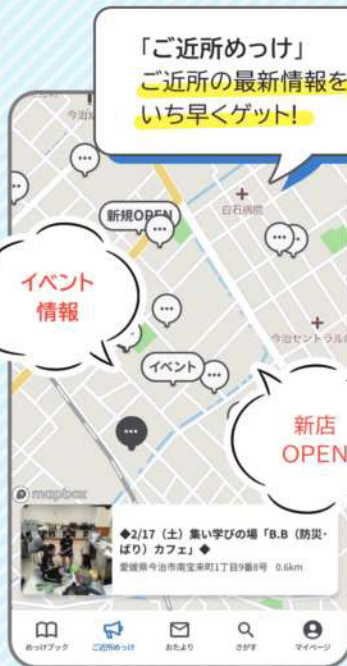 「ご近所めっけ」
ご近所の最新情報を
いち早くゲット!
今治
白石病院
新規OPEN
イベント
情報
今治セントラル
イベント
新店
OPEN
mapbox
◆2/17（土）集い学びの場「B.B（防災・
ばり）カフェ」◆
愛媛県今治市南宝来町1丁目9番8号 0.6km
めっけブック
ご近所めっけ
おたより
さがす
マイページ